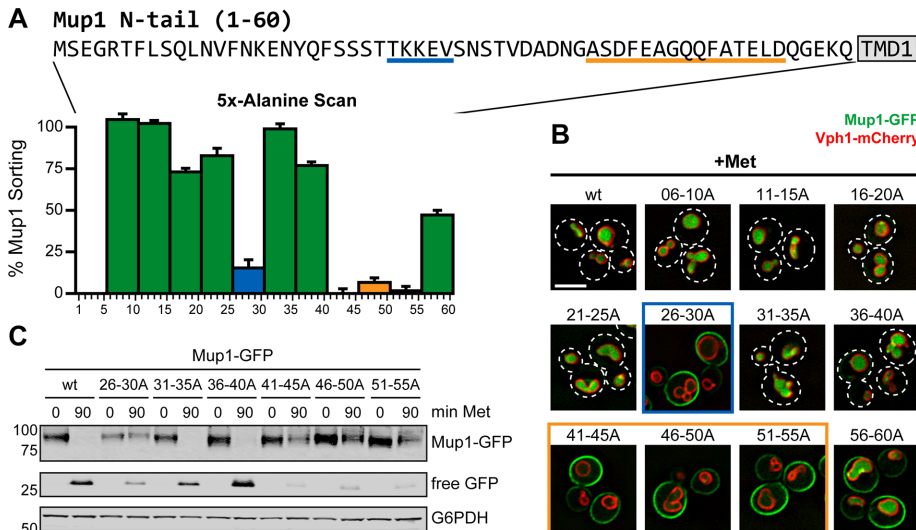 A Mup1 N-tail (1-60)
MSEGRTFLSQLNVFNKENYQFSSSTTKKEVSNSTVDADNGASDFEAGQQFATELDQGEKQ TMD1
5x-Alanine Scan
% Mup1 Sorting
100
75
50
25
0
1 5 10 15 20 25 30 35 40 45 50 55 60
B
Mup1-GFP
Vph1-mCherry
+Met
wt 06-10A 11-15A 16-20A
21-25A 26-30A 31-35A 36-40A
41-45A 46-50A 51-55A 56-60A
C
Mup1-GFP
wt 26-30A 31-35A 36-40A 41-45A 46-50A 51-55A
0 90 0 90 0 90 0 90 0 90 0 90 0 90 min Met
100
75
Mup1-GFP
25
free GFP
50
G6PDH